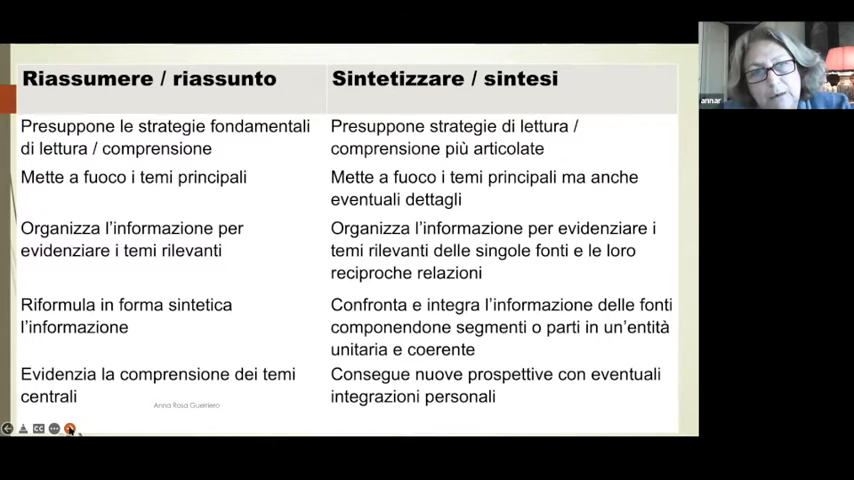 Riassumere / riassunto
Sintetizzare / sintesi
Presuppone le strategie fondamentali
di lettura / comprensione
Presuppone strategie di lettura /
comprensione più articolate
Mette a fuoco i temi principali
Mette a fuoco i temi principali ma anche
eventuali dettagli
Organizza l'informazione per
evidenziare i temi rilevanti
Organizza l'informazione per evidenziare i
temi rilevanti delle singole fonti e le loro
reciproche relazioni
Riformula in forma sintetica
l'informazione
Confronta e integra l'informazione delle fonti
componendone segmenti o parti in un'entità
unitaria e coerente
Evidenzia la comprensione dei temi
centrali
Consegue nuove prospettive con eventuali
integrazioni personali
Anna Rosa Guerriero
CC
annar